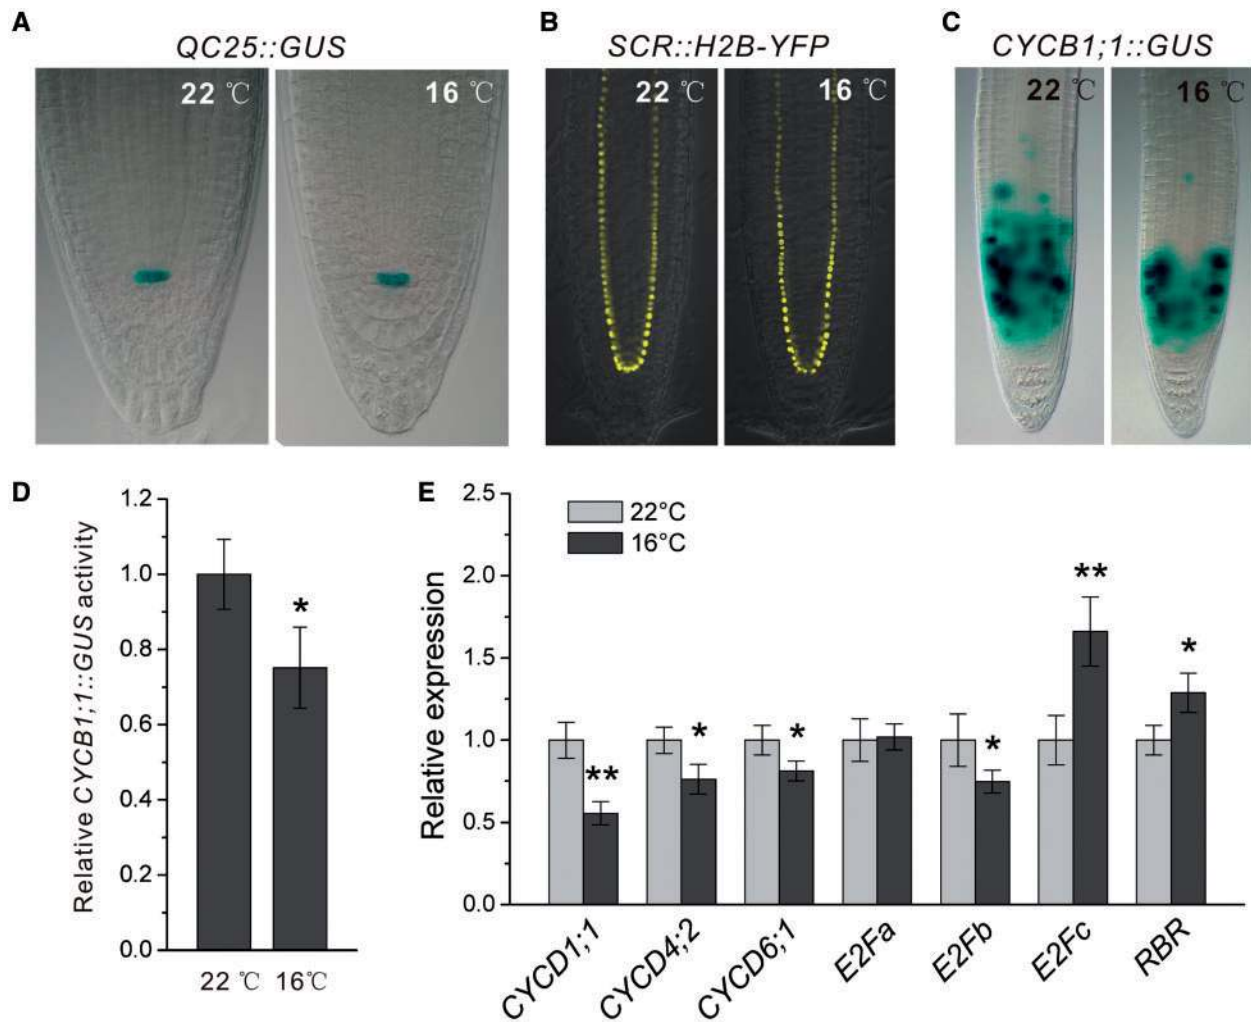 A
QC25::GUS
22 ℃
16 ℃
B
SCR::H2B-YFP
22 ℃
16 ℃
C
CYCB1;1::GUS
22 ℃
16 ℃
D
Relative CYCB1;1::GUS activity
1.2
1.0
0.8
0.6
0.4
0.2
0.0
*
22 ℃
16℃
E
Relative expression
2.5
2.0
1.5
1.0
0.5
0.0
22°C
16°C
**
*
*
*
**
*
CYCD1;1
CYCD4;2
CYCD6;1
E2Fa
E2Fb
E2Fc
RBR